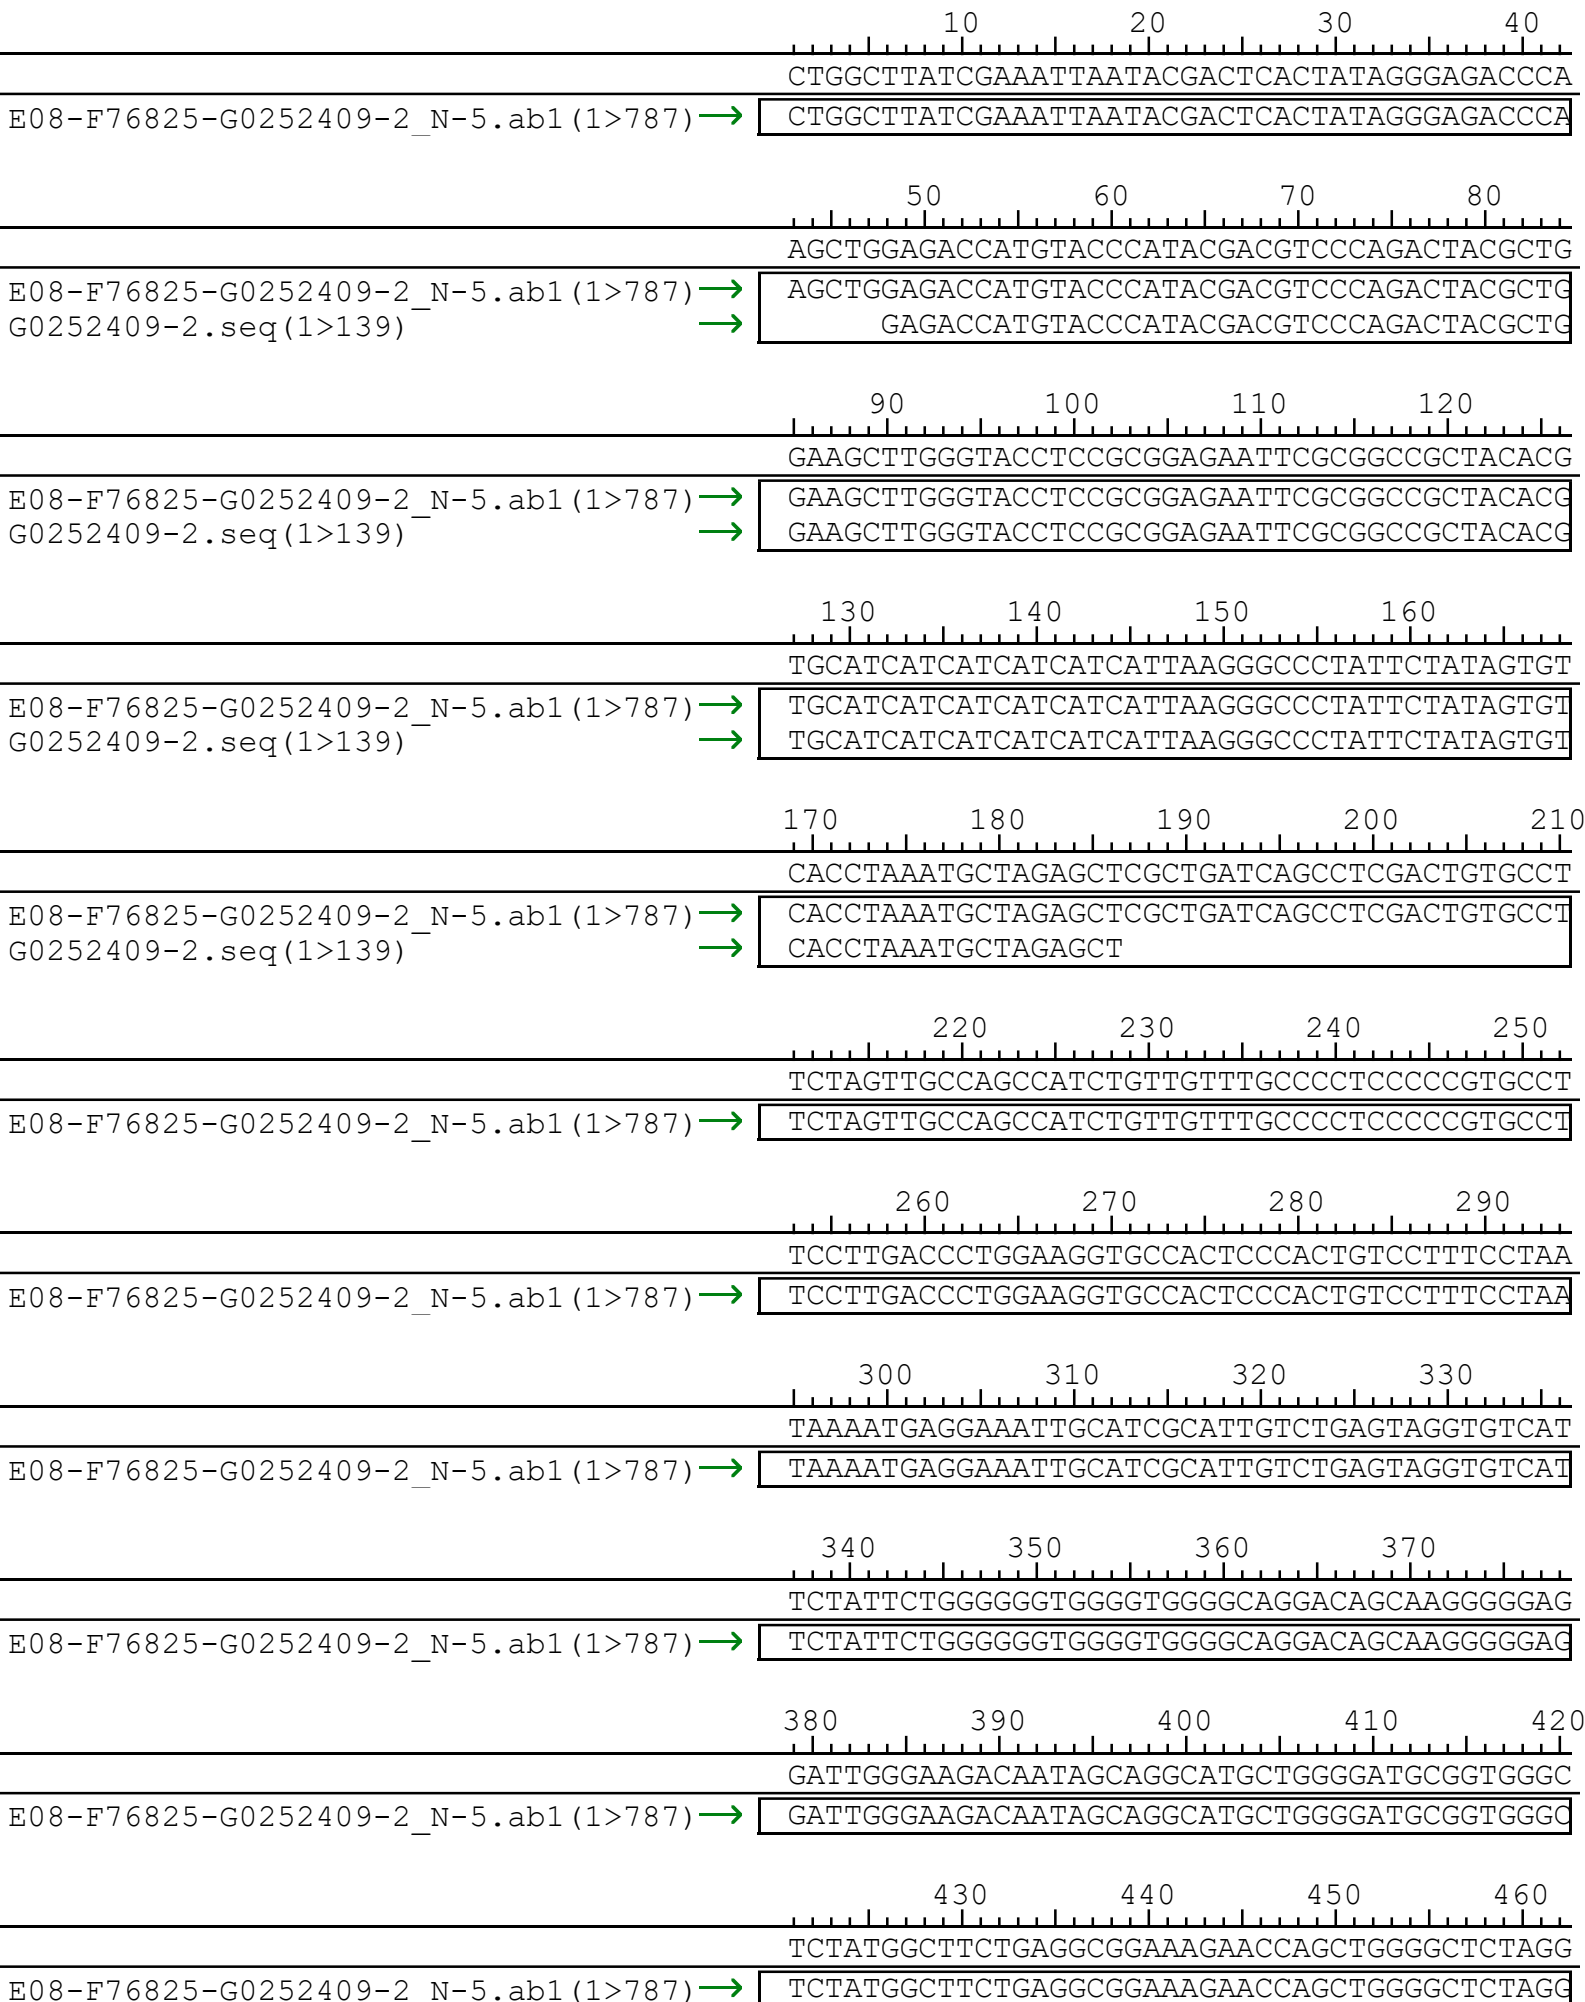 10 20 30 40
CTGGCTTATCGAAATTAATACGACTCACTATAGGGAGACCCA
E08-F76825-G0252409-2_N-5.ab1(1>787) → CTGGCTTATCGAAATTAATACGACTCACTATAGGGAGACCCA
50 60 70 80
AGCTGGAGACCATGTACCCATACGACGTCCCAGACTACGCTG
E08-F76825-G0252409-2_N-5.ab1(1>787) → AGCTGGAGACCATGTACCCATACGACGTCCCAGACTACGCTG
G0252409-2.seq(1>139) → GAGACCATGTACCCATACGACGTCCCAGACTACGCTG
90 100 110 120
GAAGCTTGGGTACCTCCGCGGAGAATTCGCGGCCGCTACACG
E08-F76825-G0252409-2_N-5.ab1(1>787) → GAAGCTTGGGTACCTCCGCGGAGAATTCGCGGCCGCTACACG
G0252409-2.seq(1>139) → GAAGCTTGGGTACCTCCGCGGAGAATTCGCGGCCGCTACACG
130 140 150 160
TGCATCATCATCATCATCATTAAGGGCCCTATTCTATAGTGT
E08-F76825-G0252409-2_N-5.ab1(1>787) → TGCATCATCATCATCATCATTAAGGGCCCTATTCTATAGTGT
G0252409-2.seq(1>139) → TGCATCATCATCATCATCATTAAGGGCCCTATTCTATAGTGT
170 180 190 200 210
CACCTAAATGCTAGAGCTCGCTGATCAGCCTCGACTGTGCCT
E08-F76825-G0252409-2_N-5.ab1(1>787) → CACCTAAATGCTAGAGCTCGCTGATCAGCCTCGACTGTGCCT
G0252409-2.seq(1>139) → CACCTAAATGCTAGAGCT
220 230 240 250
TCTAGTTGCCAGCCATCTGTTGTTTGCCCCTCCCCCGTGCCT
E08-F76825-G0252409-2_N-5.ab1(1>787) → TCTAGTTGCCAGCCATCTGTTGTTTGCCCCTCCCCCGTGCCT
260 270 280 290
TCCTTGACCCTGGAAGGTGCCACTCCCACTGTCCTTTCCTAA
E08-F76825-G0252409-2_N-5.ab1(1>787) → TCCTTGACCCTGGAAGGTGCCACTCCCACTGTCCTTTCCTAA
300 310 320 330
TAAAATGAGGAAATTGCATCGCATTGTCTGAGTAGGTGTCAT
E08-F76825-G0252409-2_N-5.ab1(1>787) → TAAAATGAGGAAATTGCATCGCATTGTCTGAGTAGGTGTCAT
340 350 360 370
TCTATTCTGGGGGGTGGGGTGGGGCAGGACAGCAAGGGGGAG
E08-F76825-G0252409-2_N-5.ab1(1>787) → TCTATTCTGGGGGGTGGGGTGGGGCAGGACAGCAAGGGGGAG
380 390 400 410 420
GATTGGGAAGACAATAGCAGGCATGCTGGGGATGCGGTGGGC
E08-F76825-G0252409-2_N-5.ab1(1>787) → GATTGGGAAGACAATAGCAGGCATGCTGGGGATGCGGTGGGC
430 440 450 460
TCTATGGCTTCTGAGGCGGAAAGAACCAGCTGGGGCTCTAGG
E08-F76825-G0252409-2_N-5.ab1(1>787) → TCTATGGCTTCTGAGGCGGAAAGAACCAGCTGGGGCTCTAGG